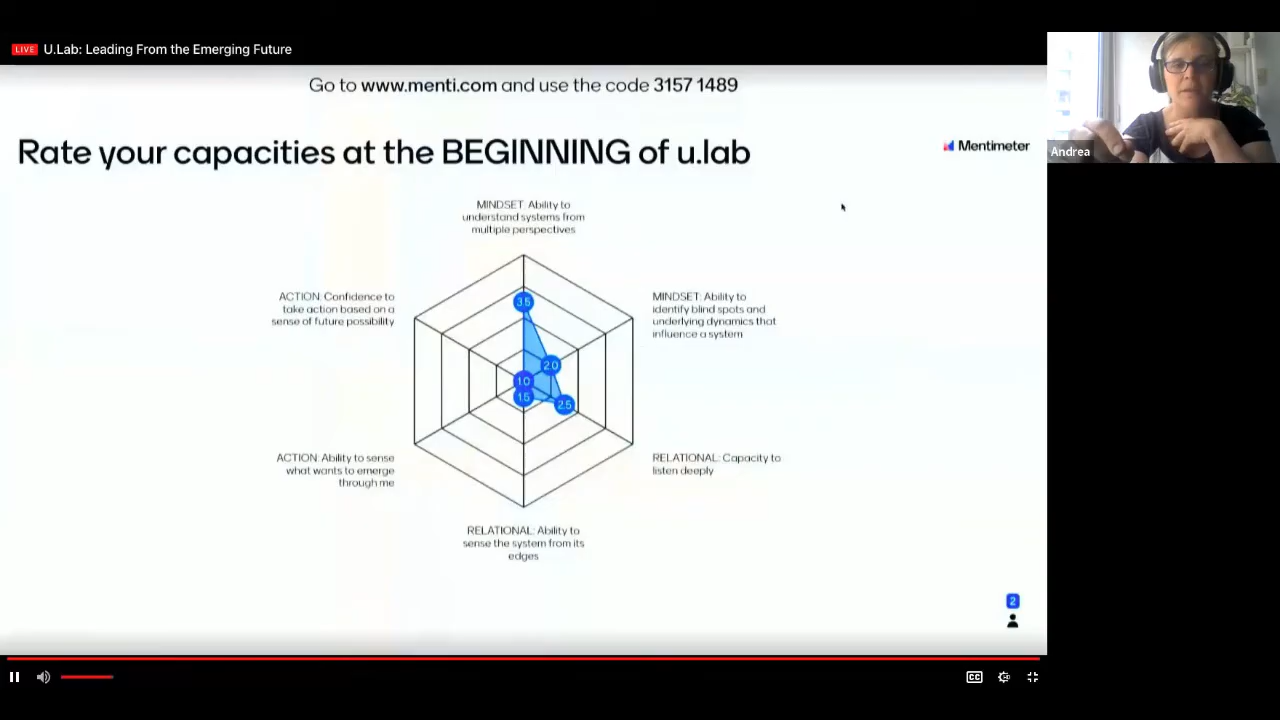 LIVE U.Lab: Leading From the Emerging Future
Go to www.menti.com and use the code 3157 1489
Rate your capacities at the BEGINNING of u.lab
Mentimeter
Andrea
MINDSET: Ability to
understand systems from
multiple perspectives
ACTION: Confidence to
take action based on a
sense of future possibility
MINDSET: Ability to
identify blind spots and
underlying dynamics that
influence a system
3.5
2.0
1.0
1.5
2.5
ACTION: Ability to sense
what wants to emerge
through me
RELATIONAL: Capacity to
listen deeply
RELATIONAL: Ability to
sense the system from its
edges
2
CC